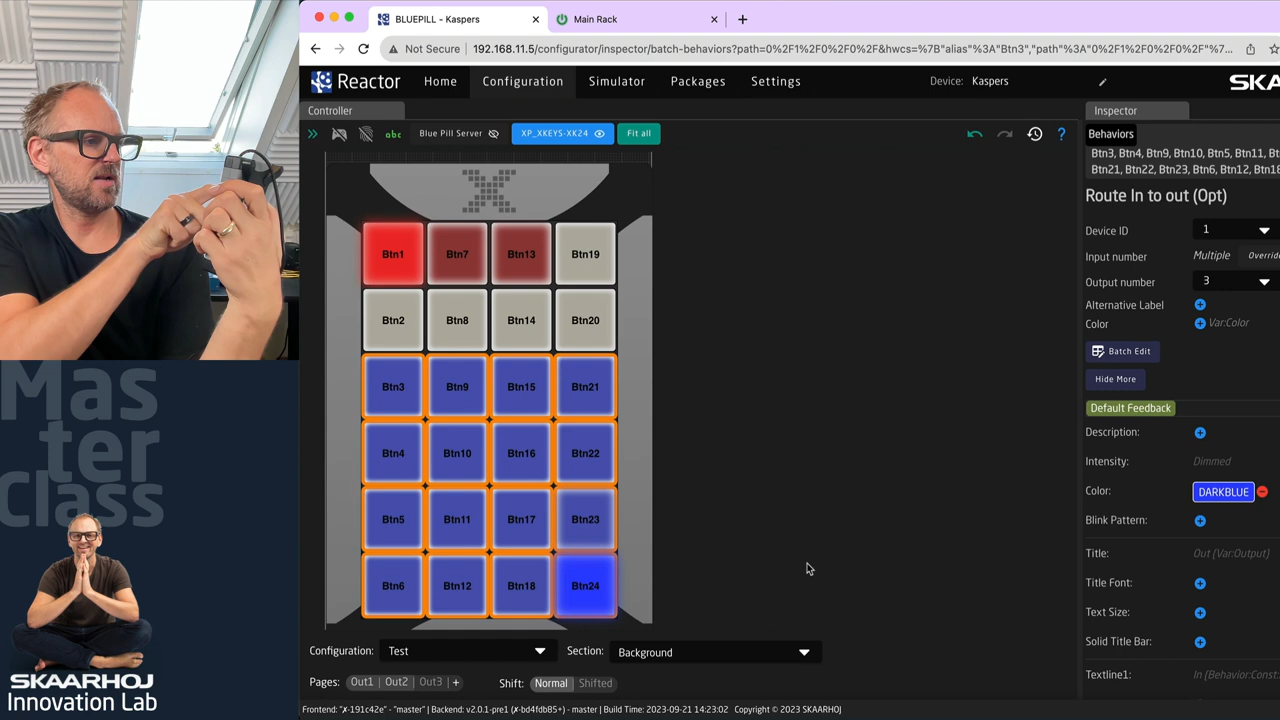 BLUEPILL - Kaspers
Main Rack
Not Secure
192.168.11.5/configurator/inspector/batch-behaviors?path=0%2F1%2F0%2F0%2F&hwcs=%7B"alias"%3A"Btn3","path"%3A"0%2F1%2F0%2F0%2F"%7...
Reactor
Home
Configuration
Simulator
Packages
Settings
Device:
Kaspers
SKA
Controller
abc
Blue Pill Server
XP_XKEYS-XK24
Fit all
Btn1
Btn7
Btn13
Btn19
Btn2
Btn8
Btn14
Btn20
Btn3
Btn9
Btn15
Btn21
Btn4
Btn10
Btn16
Btn22
Btn5
Btn11
Btn17
Btn23
Btn6
Btn12
Btn18
Btn24
Configuration:
Test
Section:
Background
Pages:
Out1
Out2
Out3
+
Shift:
Normal
Shifted
Inspector
Behaviors
Btn3, Btn4, Btn9, Btn10, Btn5, Btn11, Bt
Btn21, Btn22, Btn23, Btn6, Btn12, Btn18
Route In to out (Opt)
Device ID
1
Input number
Multiple
Overrid
Output number
3
Alternative Label
Color
Var:Color
Batch Edit
Hide More
Default Feedback
Description:
Intensity:
Dimmed
Color:
DARKBLUE
Blink Pattern:
Title:
Out {Var:Output}
Title Font:
Text Size:
Solid Title Bar:
Textline1:
In {Behavior:Const:
Frontend: "✗-191c42e" - "master" | Backend: v2.0.1-pre1 (✗-bd4fdb85+) - master | Build Time: 2023-09-21 14:23:02 Copyright © 2023 SKAARHOJ
Mas
ter
Class
SKAARHOJ
Innovation Lab